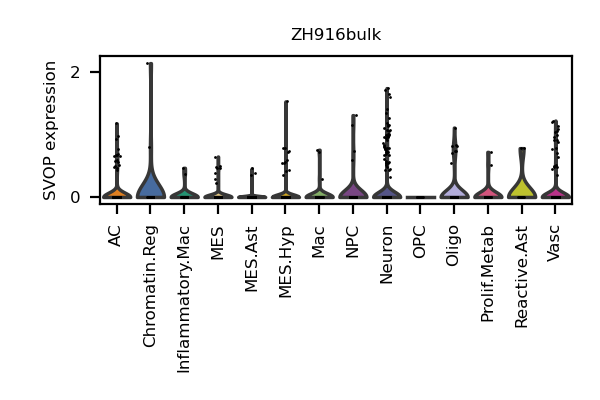 ZH916bulk
SVOP expression
2
0
AC
Chromatin.Reg
Inflammatory.Mac
MES
MES.Ast
MES.Hyp
Mac
NPC
Neuron
OPC
Oligo
Prolif.Metab
Reactive.Ast
Vasc